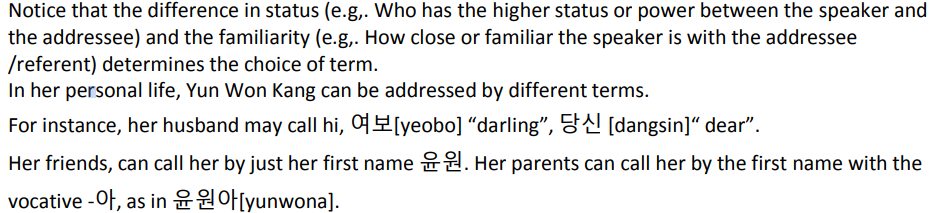 Notice that the difference in status (e.g,. Who has the higher status or power between the speaker and
the addressee) and the familiarity (e.g,. How close or familiar the speaker is with the addressee
/referent) determines the choice of term.
In her personal life, Yun Won Kang can be addressed by different terms.
For instance, her husband may call hi, 여보[yeobo] “darling”, 당신 [dangsin]“ dear”.
Her friends, can call her by just her first name 윤원. Her parents can call her by the first name with the
vocative -아, as in 윤원아[yunwona].